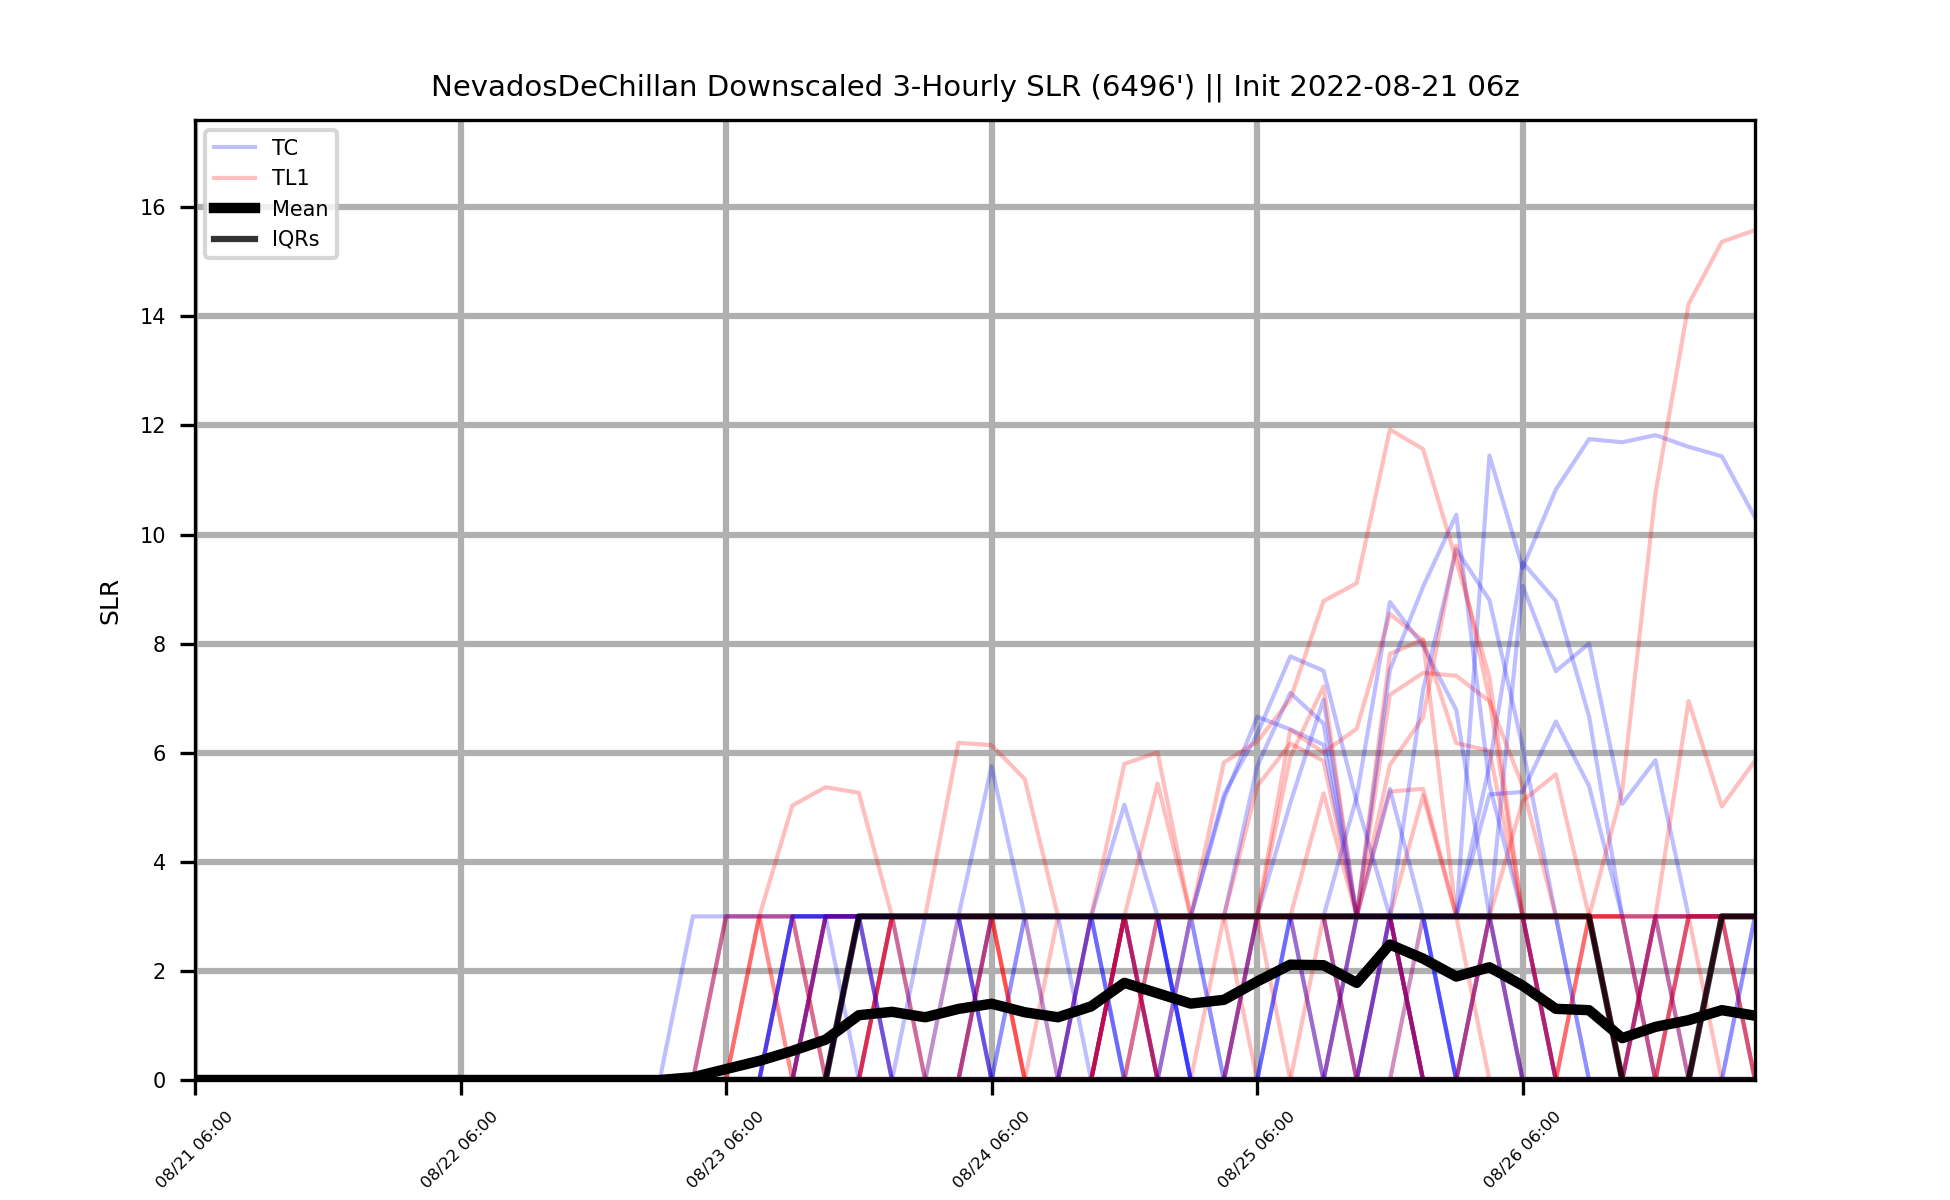 NevadosDeChillan Downscaled 3-Hourly SLR (6496') || Init 2022-08-21 06z
TC
TL1
Mean
IQRs
16
14
12
10
8
6
4
2
0
SLR
08/21 06:00
08/22 06:00
08/23 06:00
08/24 06:00
08/25 06:00
08/26 06:00